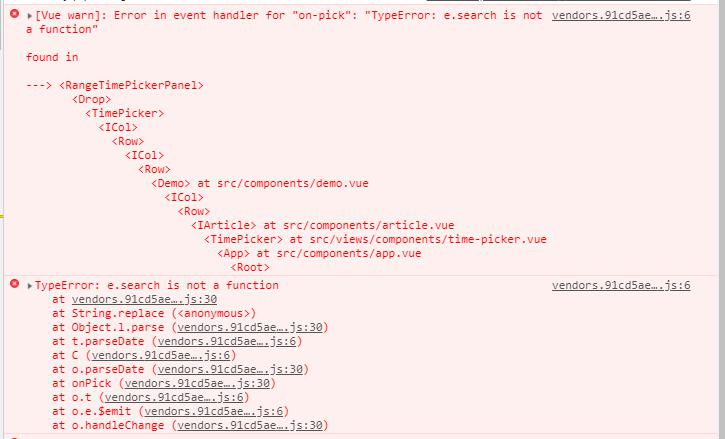 [Vue warn]: Error in event handler for "on-pick": "TypeError: e.search is not vendors.91cd5ae….js:6
a function"
found in
---> <RangeTimePickerPanel>
<Drop>
<TimePicker>
<ICol>
<Row>
<ICol>
<Row>
<Demo> at src/components/demo.vue
<ICol>
<Row>
<IArticle> at src/components/article.vue
<TimePicker> at src/views/components/time-picker.vue
<App> at src/components/app.vue
<Root>
TypeError: e.search is not a function vendors.91cd5ae….js:6
at vendors.91cd5ae….js:30
at String.replace (<anonymous>)
at Object.l.parse (vendors.91cd5ae….js:30)
at t.parseDate (vendors.91cd5ae….js:6)
at C (vendors.91cd5ae….js:6)
at o.parseDate (vendors.91cd5ae….js:30)
at onPick (vendors.91cd5ae….js:30)
at o.t (vendors.91cd5ae….js:6)
at o.e.$emit (vendors.91cd5ae….js:6)
at o.handleChange (vendors.91cd5ae….js:30)